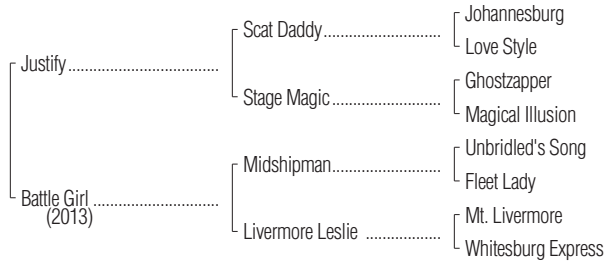 Johannesburg
Scat Daddy
Love Style
Justify
Ghostzapper
Stage Magic
Magical Illusion
Unbridled's Song
Midshipman
Fleet Lady
Battle Girl
(2013)
Mt. Livermore
Livermore Leslie
Whitesburg Express